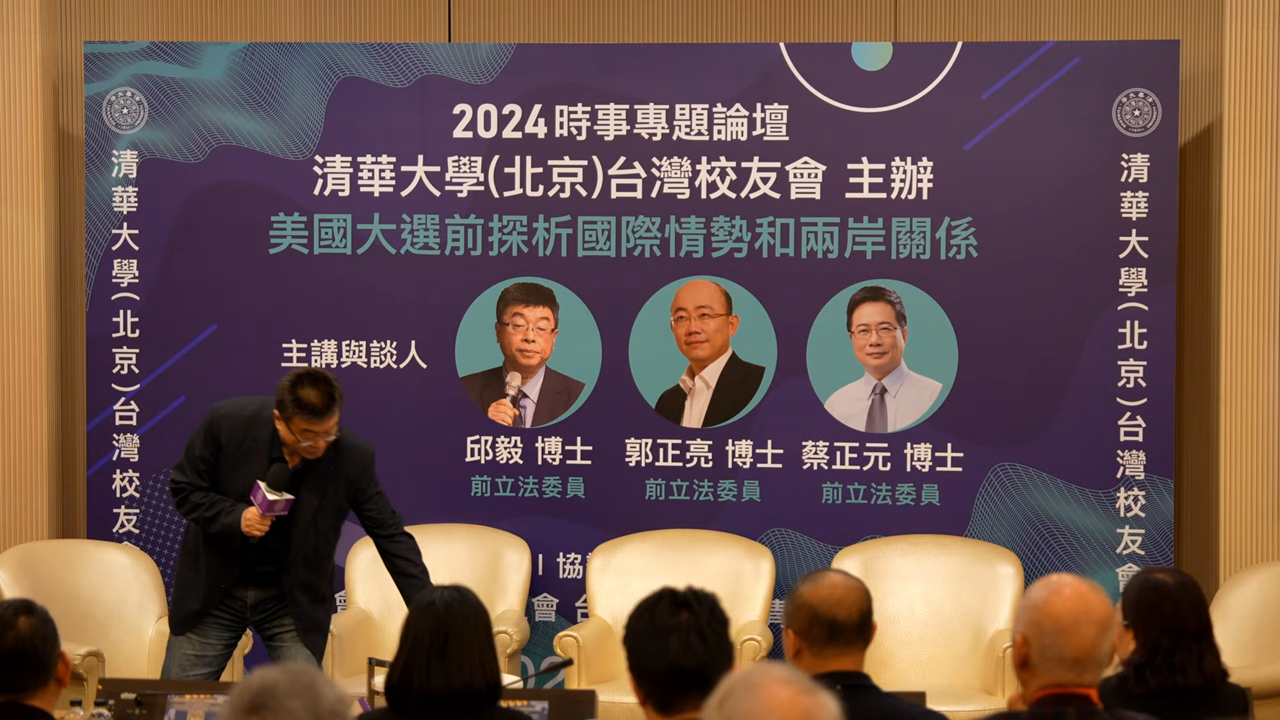 2024時事專題論壇
清華大學(北京)台灣校友會 主辦
美國大選前探析國際情勢和兩岸關係
主講與談人
邱毅 博士
前立法委員
郭正亮 博士
前立法委員
蔡正元 博士
前立法委員
清華大學(北京)台灣校友
清華大學(北京)台灣校友會
協
會 台